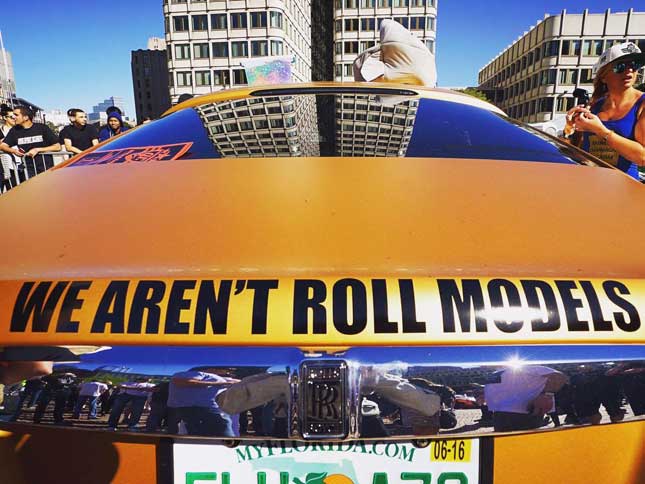 WE AREN'T ROLL MODELS
RR
MYFLORIDA.COM
06-16